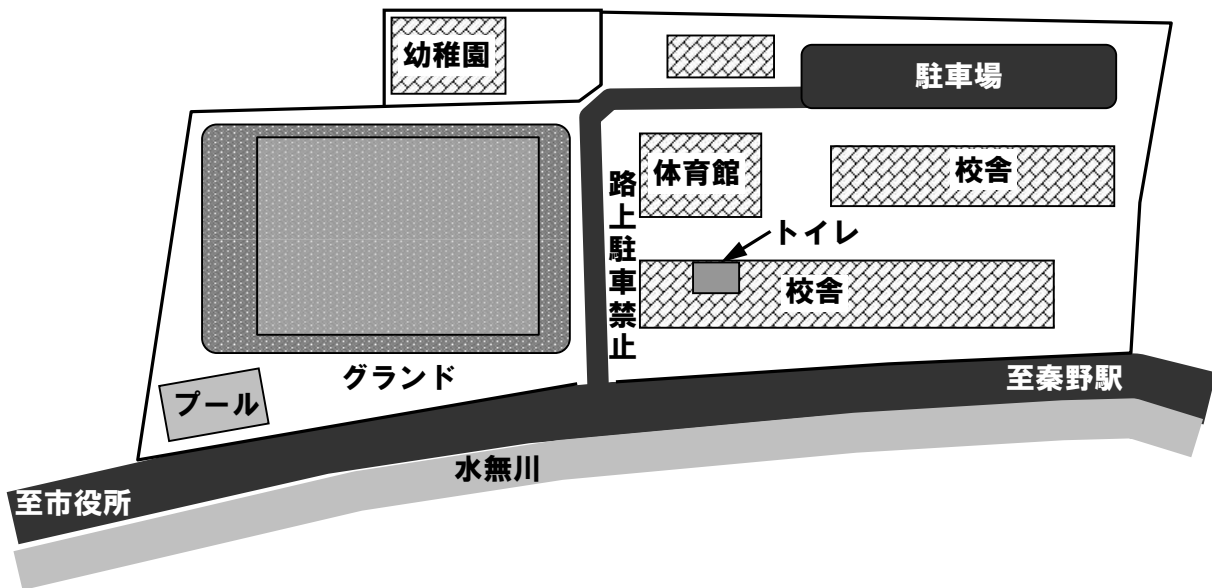 幼稚園
駐車場
体育館
校舎
路上駐車禁止
トイレ
校舎
グランド
至秦野駅
プール
水無川
至市役所